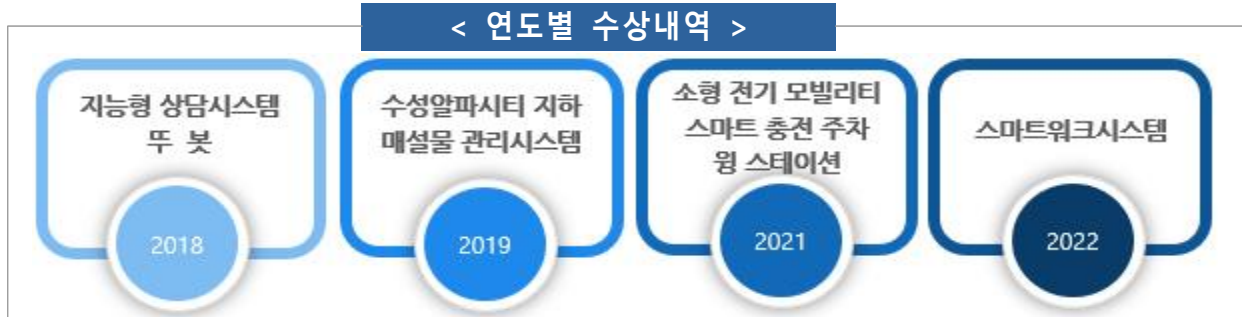 < 연도별 수상내역 >
지능형 상담시스템
뚜 봇
2018
수성알파시티 지하
매설물 관리시스템
2019
소형 전기 모빌리티
스마트 충전 주차
윙 스테이션
2021
스마트워크시스템
2022